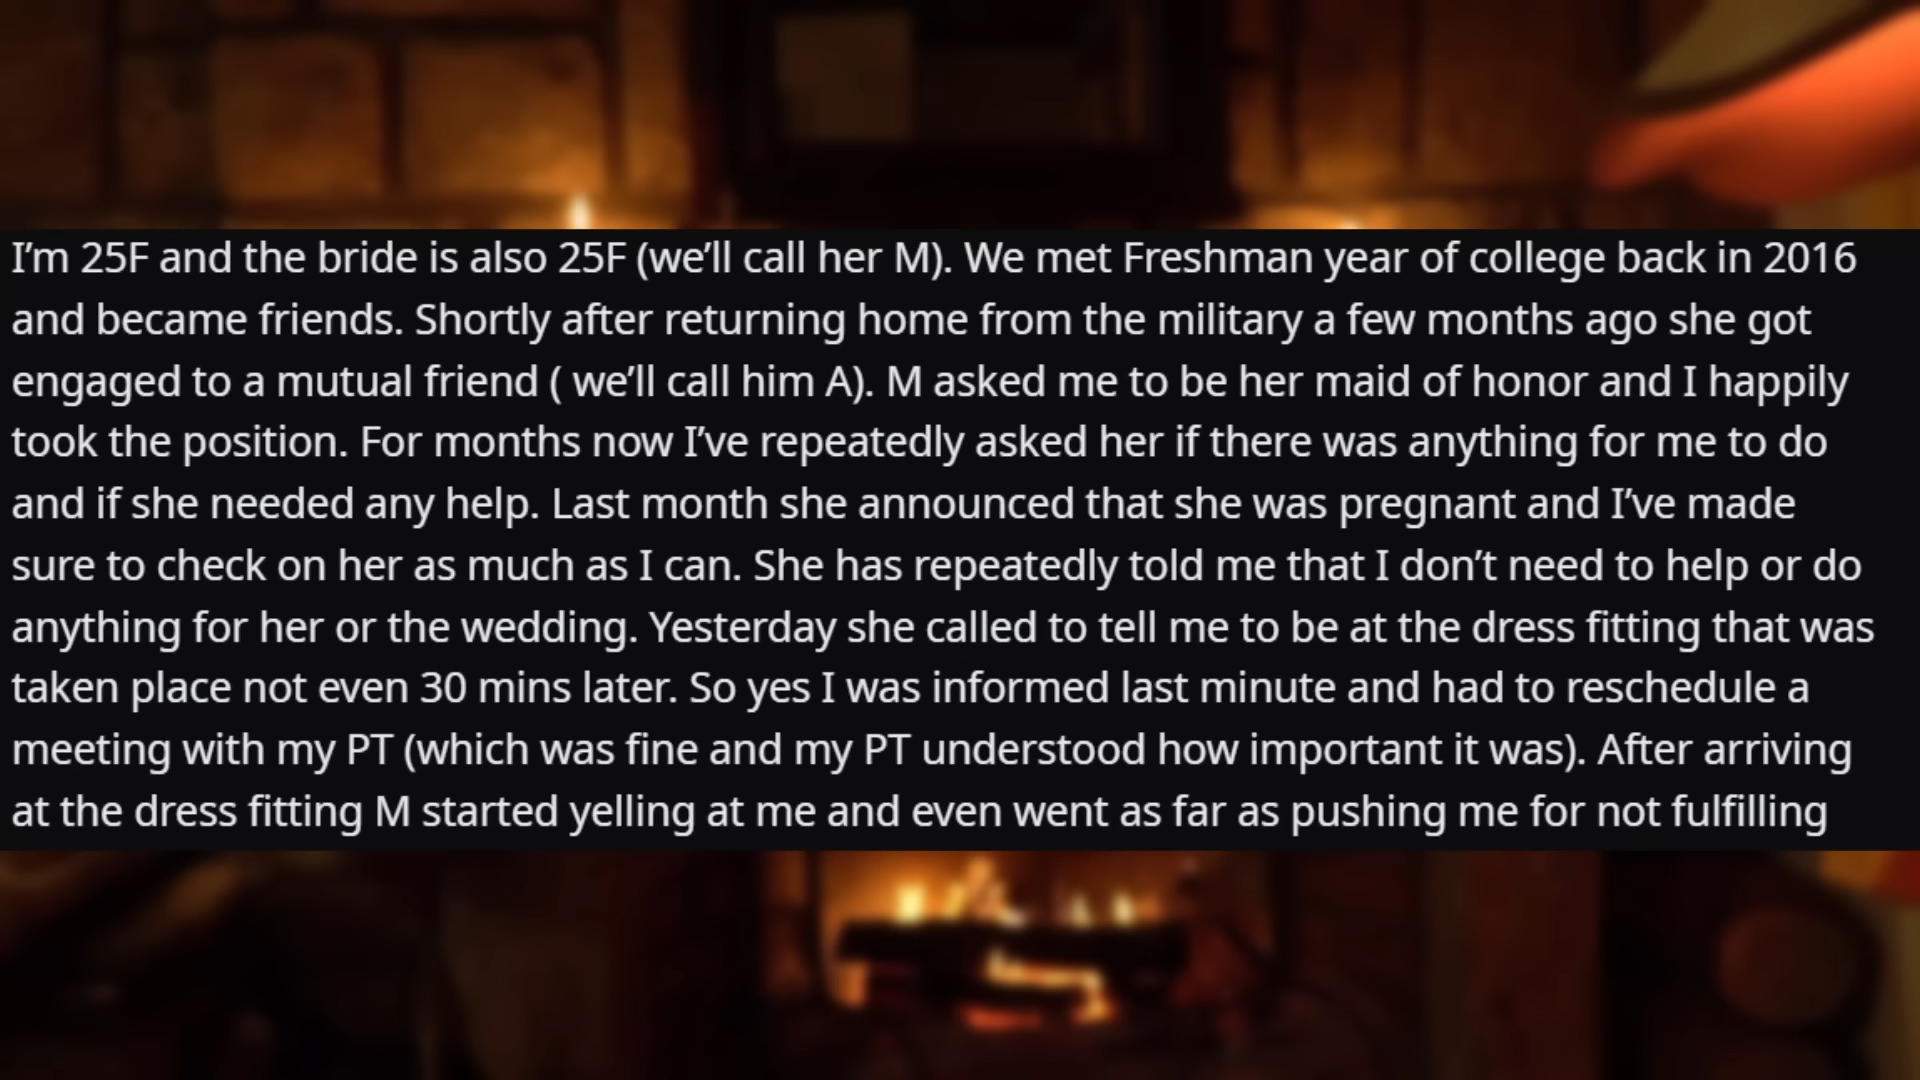 I’m 25F and the bride is also 25F (we’ll call her M). We met Freshman year of college back in 2016
and became friends. Shortly after returning home from the military a few months ago she got
engaged to a mutual friend ( we’ll call him A). M asked me to be her maid of honor and I happily
took the position. For months now I’ve repeatedly asked her if there was anything for me to do
and if she needed any help. Last month she announced that she was pregnant and I’ve made
sure to check on her as much as I can. She has repeatedly told me that I don’t need to help or do
anything for her or the wedding. Yesterday she called to tell me to be at the dress fitting that was
taken place not even 30 mins later. So yes I was informed last minute and had to reschedule a
meeting with my PT (which was fine and my PT understood how important it was). After arriving
at the dress fitting M started yelling at me and even went as far as pushing me for not fulfilling